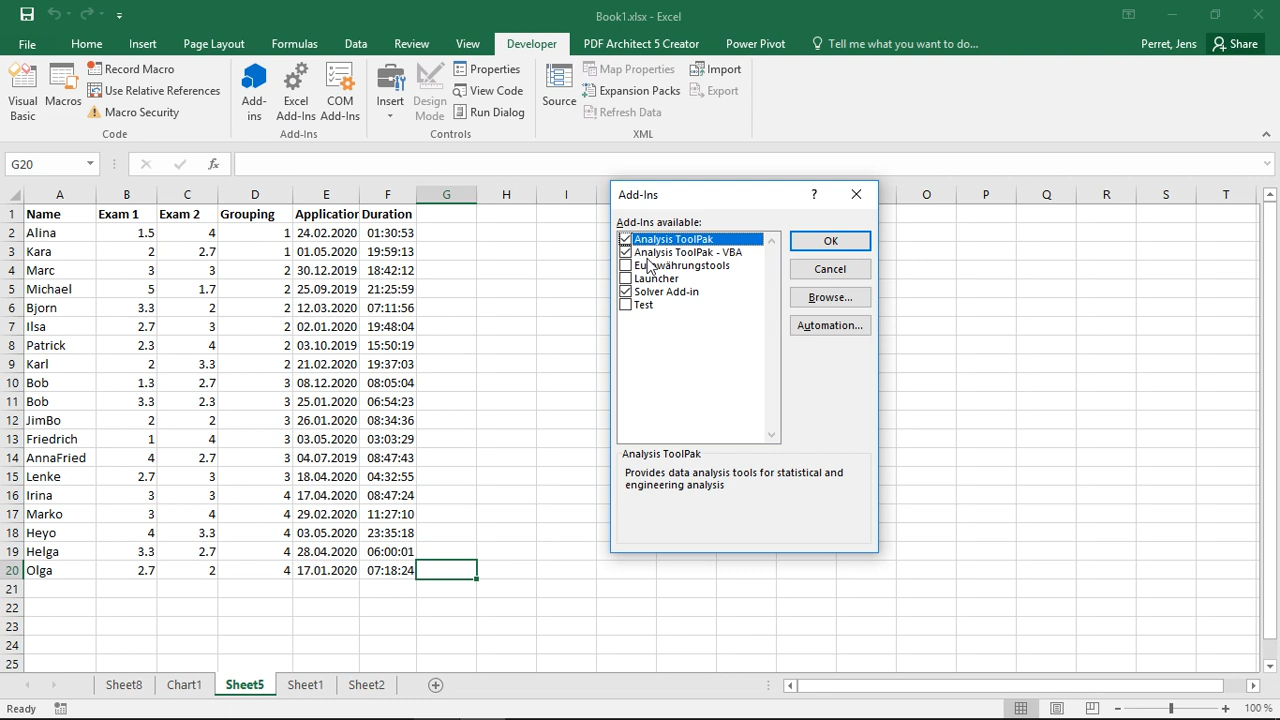 Book1.xlsx - Excel
File Home Insert Page Layout Formulas Data Review View Developer PDF Architect 5 Creator Power Pivot Tell me what you want to do... Perret, Jens Share
Visual Basic
Macros
Record Macro
Use Relative References
Macro Security
Code
Add-ins
Excel Add-Ins
COM Add-Ins
Add-Ins
Insert
Design Mode
Properties
View Code
Run Dialog
Controls
Source
Map Properties
Expansion Packs
Refresh Data
Import
Export
XML
G20 fx
A B C D E F G H I O P Q R S T
1 Name Exam 1 Exam 2 Grouping Application Duration
2 Alina 1.5 4 1 24.02.2020 01:30:53
3 Kara 2 2.7 1 01.05.2020 19:59:13
4 Marc 3 3 2 30.12.2019 18:42:12
5 Michael 5 1.7 2 25.09.2019 21:25:59
6 Bjorn 3.3 2 2 12.03.2020 07:11:56
7 Ilsa 2.7 3 2 02.01.2020 19:48:04
8 Patrick 2.3 4 2 03.10.2019 15:50:19
9 Karl 1 3.3 2 21.02.2020 19:37:03
10 Bob 1.3 2.7 3 08.12.2020 08:05:04
11 Bob 3.3 2.3 3 25.01.2020 06:54:23
12 JimBo 2 2 3 26.01.2020 08:34:36
13 Friedrich 1 4 3 03.05.2020 03:03:29
14 AnnaFried 4 2.7 3 04.07.2019 08:47:43
15 Lenke 2.7 3 3 18.04.2020 04:32:55
16 Irina 3 3 4 17.04.2020 08:47:24
17 Marko 3 4 4 29.02.2020 11:27:10
18 Heyo 4 3.3 4 03.05.2020 23:35:18
19 Helga 3.3 2.7 4 28.04.2020 06:00:01
20 Olga 2.7 2 4 17.01.2020 07:18:24
21
22
23
24
25
Add-Ins ?
Add-Ins available:
Analysis ToolPak
Analysis ToolPak - VBA
Launcher
Solver Add-in
Test
OK
Cancel
Browse...
Automation...
Analysis ToolPak
Provides data analysis tools for statistical and
engineering analysis
Sheet8 Chart1 Sheet5 Sheet1 Sheet2
Ready 100 %